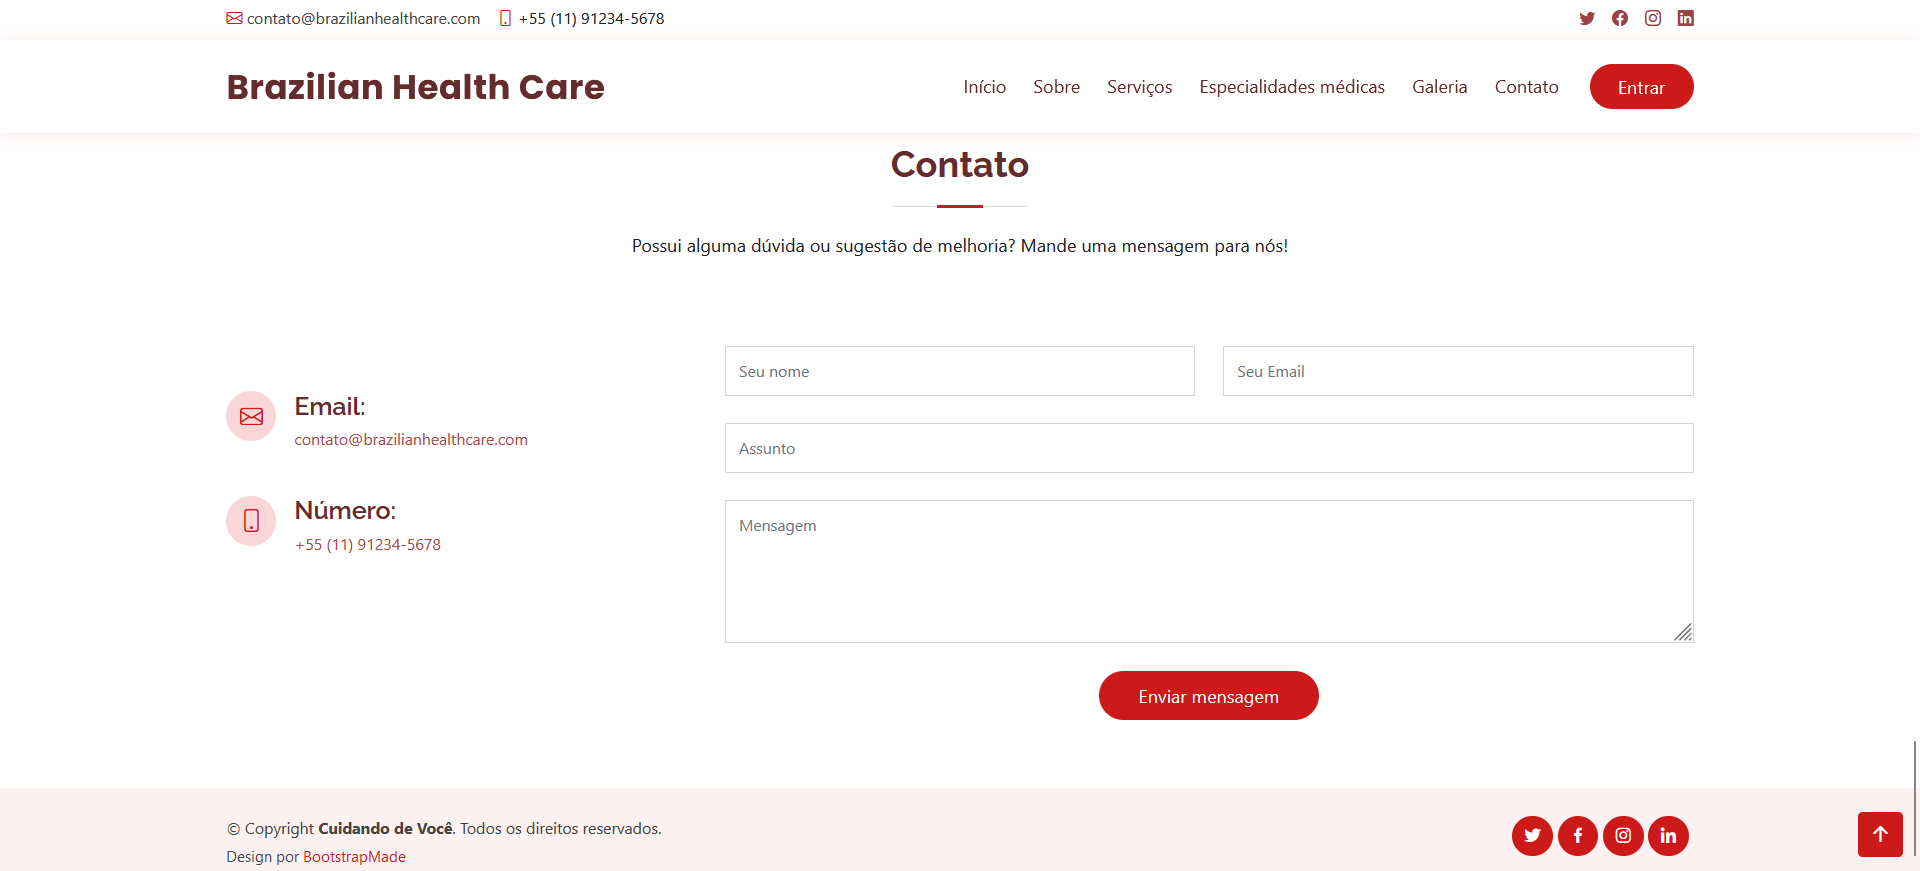 contato@brazilianhealthcare.com +55 (11) 91234-5678
Brazilian Health Care
Início Sobre Serviços Especialidades médicas Galeria Contato Entrar
Contato
Possui alguma dúvida ou sugestão de melhoria? Mande uma mensagem para nós!
Email:
contato@brazilianhealthcare.com
Número:
+55 (11) 91234-5678
Seu nome
Seu Email
Assunto
Mensagem
Enviar mensagem
© Copyright Cuidando de Você. Todos os direitos reservados.
Design por BootstrapMade